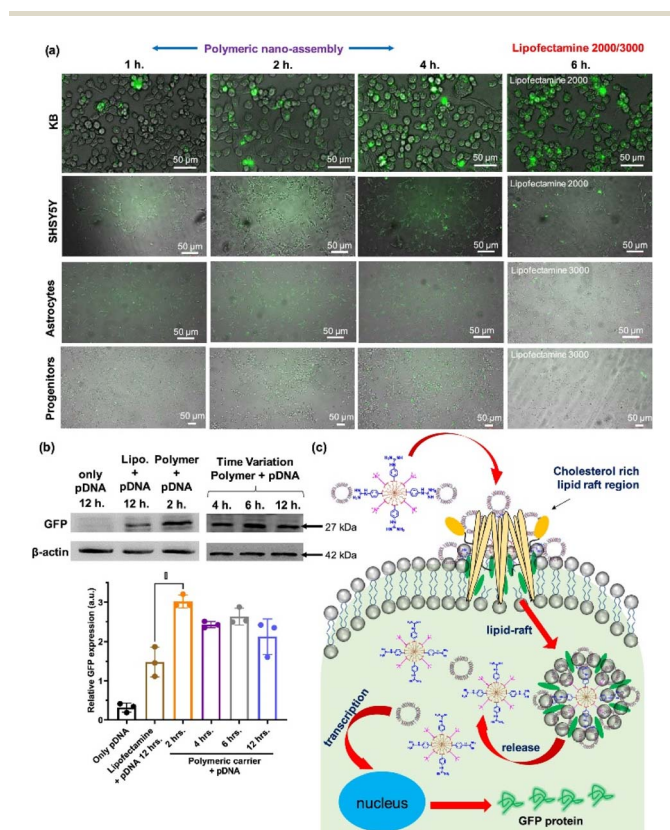 (a)
Polymeric nano-assembly
Lipofectamine 2000/3000
1 h.
2 h.
4 h.
6 h.
KB
50 µm
50 µm
50 µm
Lipofectamine 2000
50 µm
SHSY5Y
50 µm
50 µm
50 µm
Lipofectamine 2000
50 µm
Astrocytes
50 µm
50 µm
50 µm
Lipofectamine 3000
50 µm
Progenitors
50 µm
50 µm
50 µm
Lipofectamine 3000
50 µm
(b)
only
pDNA
12 h.
Lipo.
+
pDNA
12 h.
Polymer
+
pDNA
2 h.
Time Variation
Polymer + pDNA
4 h.
6 h.
12 h.
GFP
27 kDa
β-actin
42 kDa
Relative GFP expression (a.u.)
3
2
1
0
Only pDNA
Lipofectamine
+ pDNA 12 hrs.
2 hrs.
4 hrs.
6 hrs.
12 hrs.
Polymeric carrier
+ pDNA
(c)
Cholesterol rich
lipid raft region
lipid-raft
release
transcription
nucleus
GFP protein